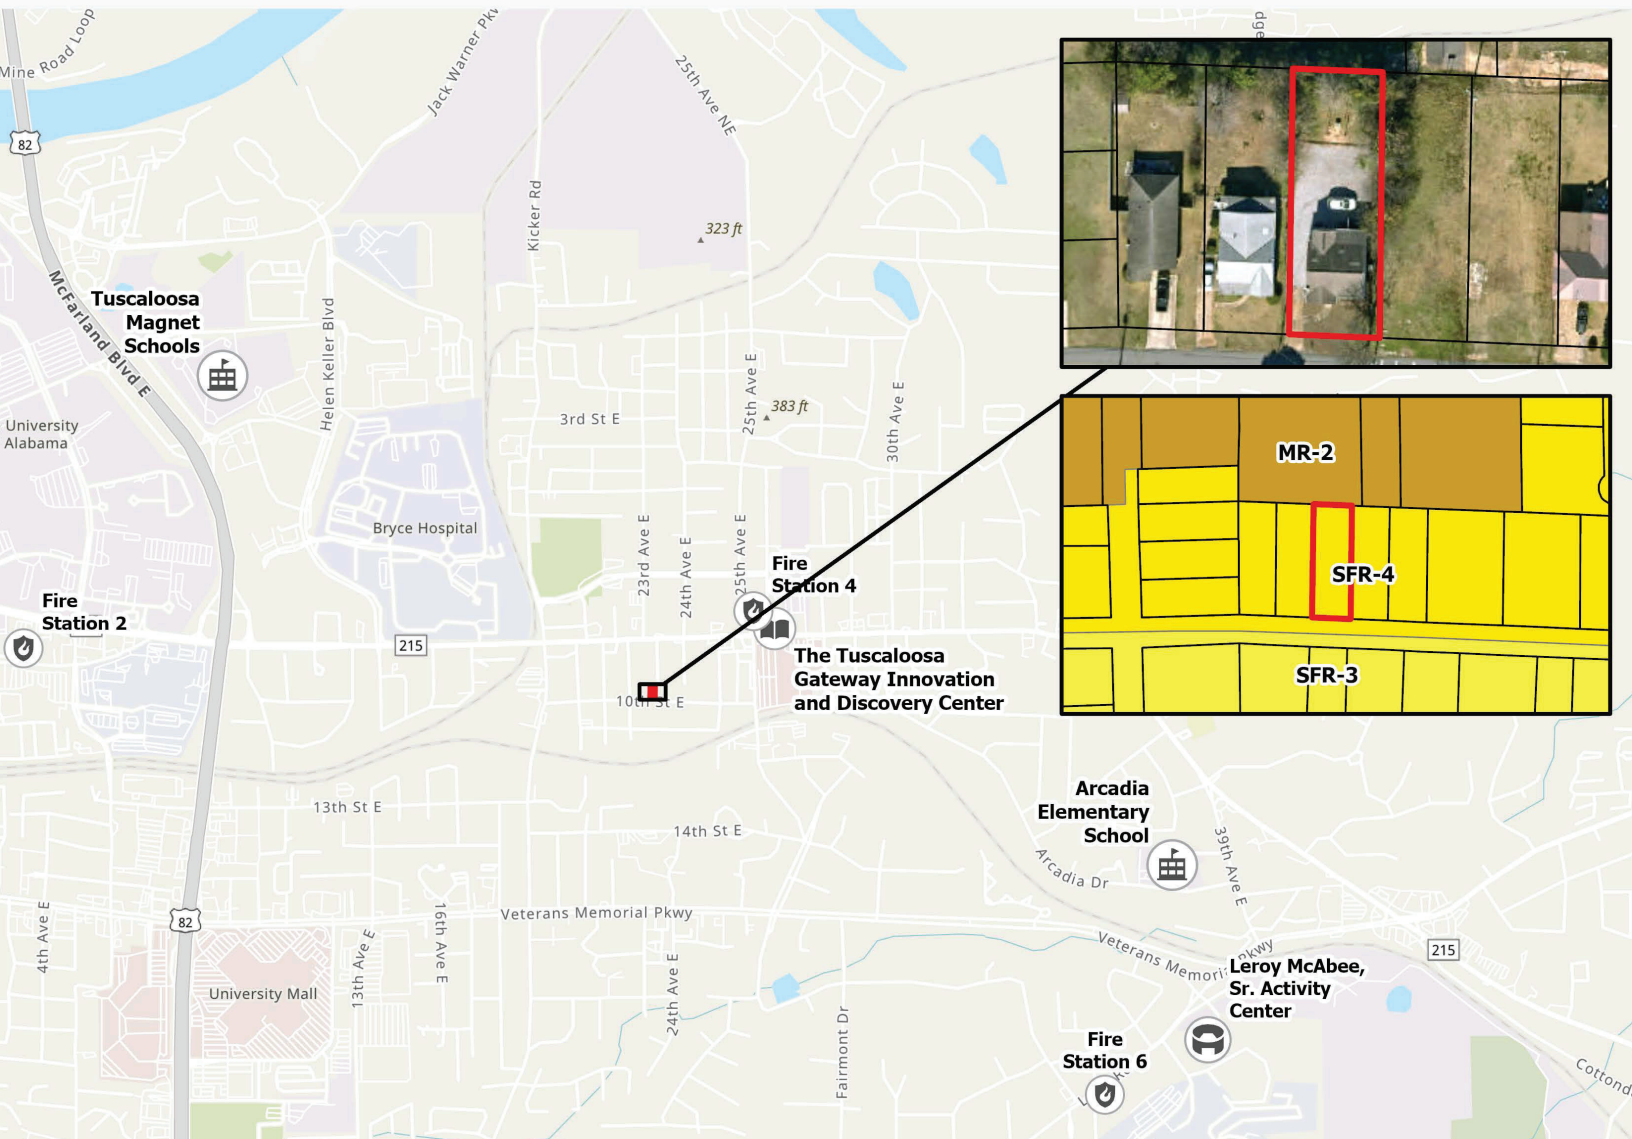 Mine Road Loop
Jack Warner Pkw
dge
25th Ave NE
82
Kicker Rd
323 ft
McFarland Blvd E
Tuscaloosa
Magnet
Schools
Helen Keller Blvd
University
Alabama
3rd St E
25th Ave E
383 ft
30th Ave E
MR-2
SFR-4
SFR-3
Bryce Hospital
23rd Ave E
24th Ave E
25th Ave E
Fire
Station 4
Fire
Station 2
215
The Tuscaloosa
Gateway Innovation
and Discovery Center
10th St E
13th St E
14th St E
Arcadia
Elementary
School
Arcadia Dr
39th Ave E
82
4th Ave E
13th Ave E
16th Ave E
Veterans Memorial Pkwy
24th Ave E
Fairmont Dr
University Mall
Veterans Memorial Pkwy
215
Leroy McAbee,
Sr. Activity
Center
Fire
Station 6
Cottond